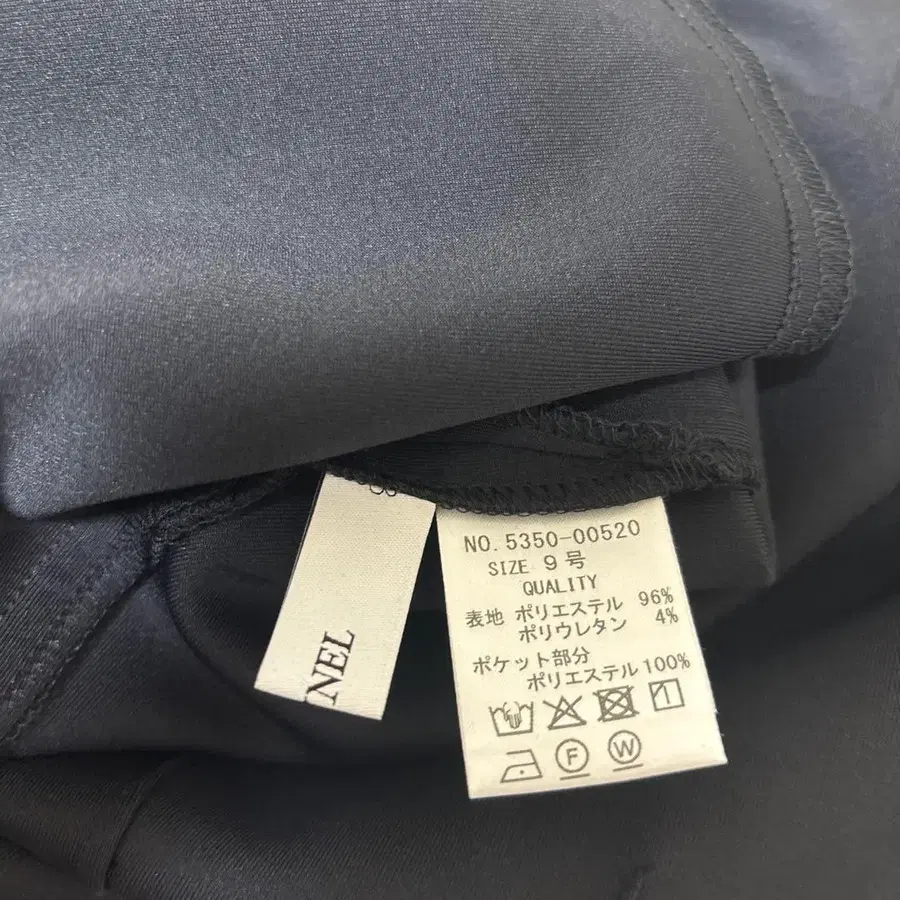 NEL
NO. 5350-00520
SIZE 9号
QUALITY
表地 ポリエステル 96%
ポリウレタン 4%
ポケット部分
ポリエステル 100%
F W